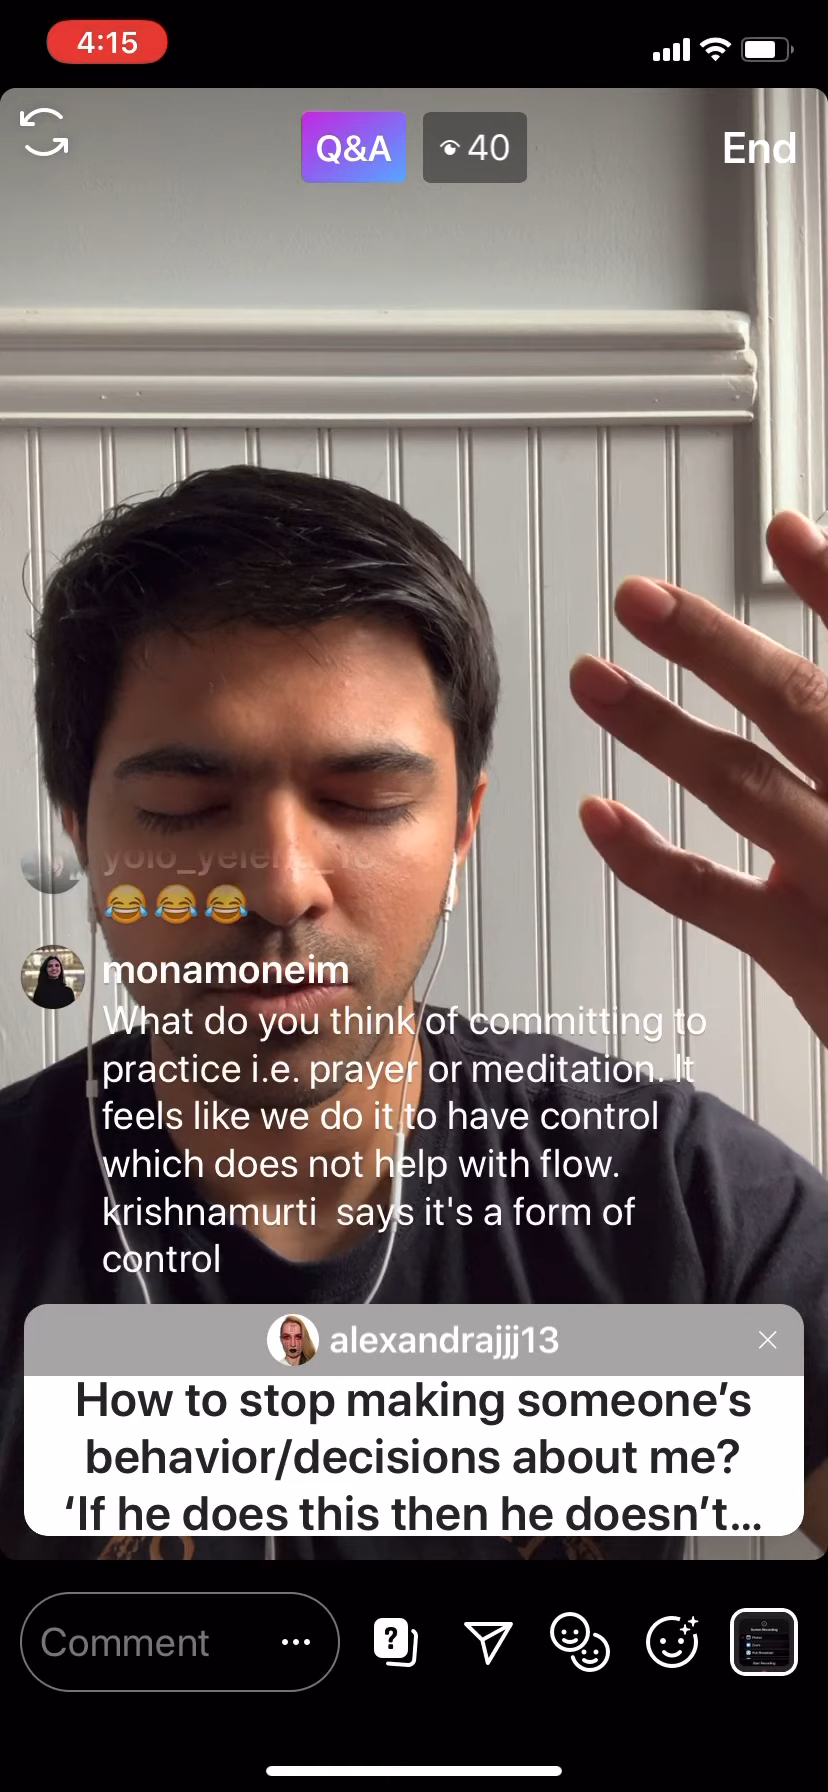 4:15
Q&A
40
End
😂😂😂
monamoneim
What do you think of committing to
practice i.e. prayer or meditation. It
feels like we do it to have control
which does not help with flow.
krishnamurti  says it's a form of
control
alexandrajjj13
How to stop making someone’s
behavior/decisions about me?
‘If he does this then he doesn’t...
Comment